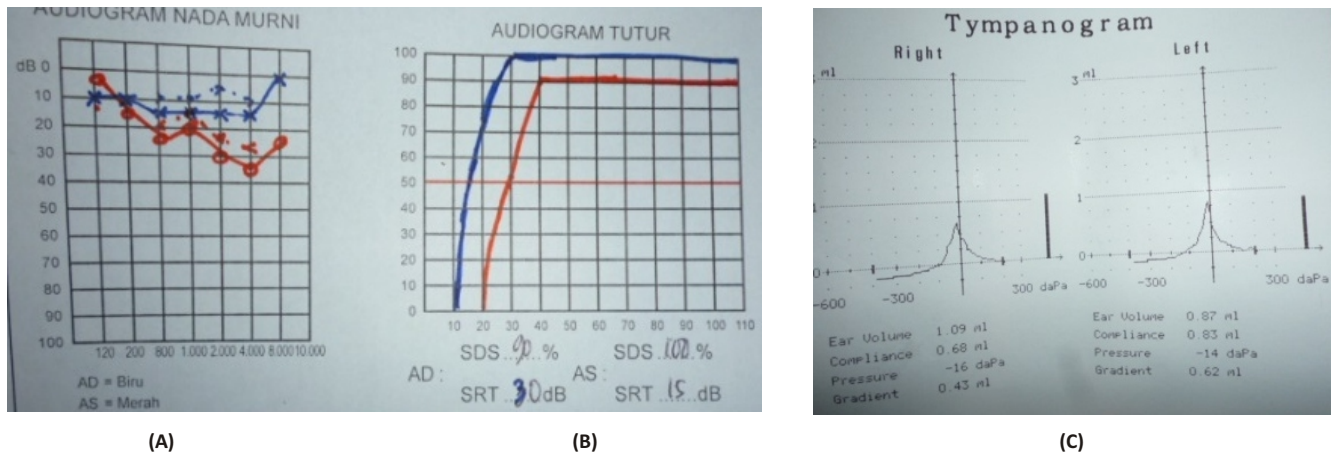 AUDIOGRAM NADA MURNI
dB 0
10
20
30
40
50
60
70
80
90
100
120 200 800 1.000 2.000 4.000 8.000 10.000
AD = Biru
AS = Merah
AUDIOGRAM TUTUR
100
90
80
70
60
50
40
30
20
10
0
10 20 30 40 50 60 70 80 90 100 110
SDS ..90..% SDS ..100.%
AD : AS :
SRT ...30dB SRT ....15..dB
Tympanogram
Right
ml
2
1
0
-600 -300 300 daPa
Ear Volume 1.09 ml
Compliance 0.68 ml
Pressure -16 daPa
Gradient 0.43 ml
Left
3 ml
2
1
0
-600 -300 300 daPa
Ear Volume 0.87 ml
Compliance 0.83 ml
Pressure -14 daPa
Gradient 0.62 ml
(A) (B) (C)